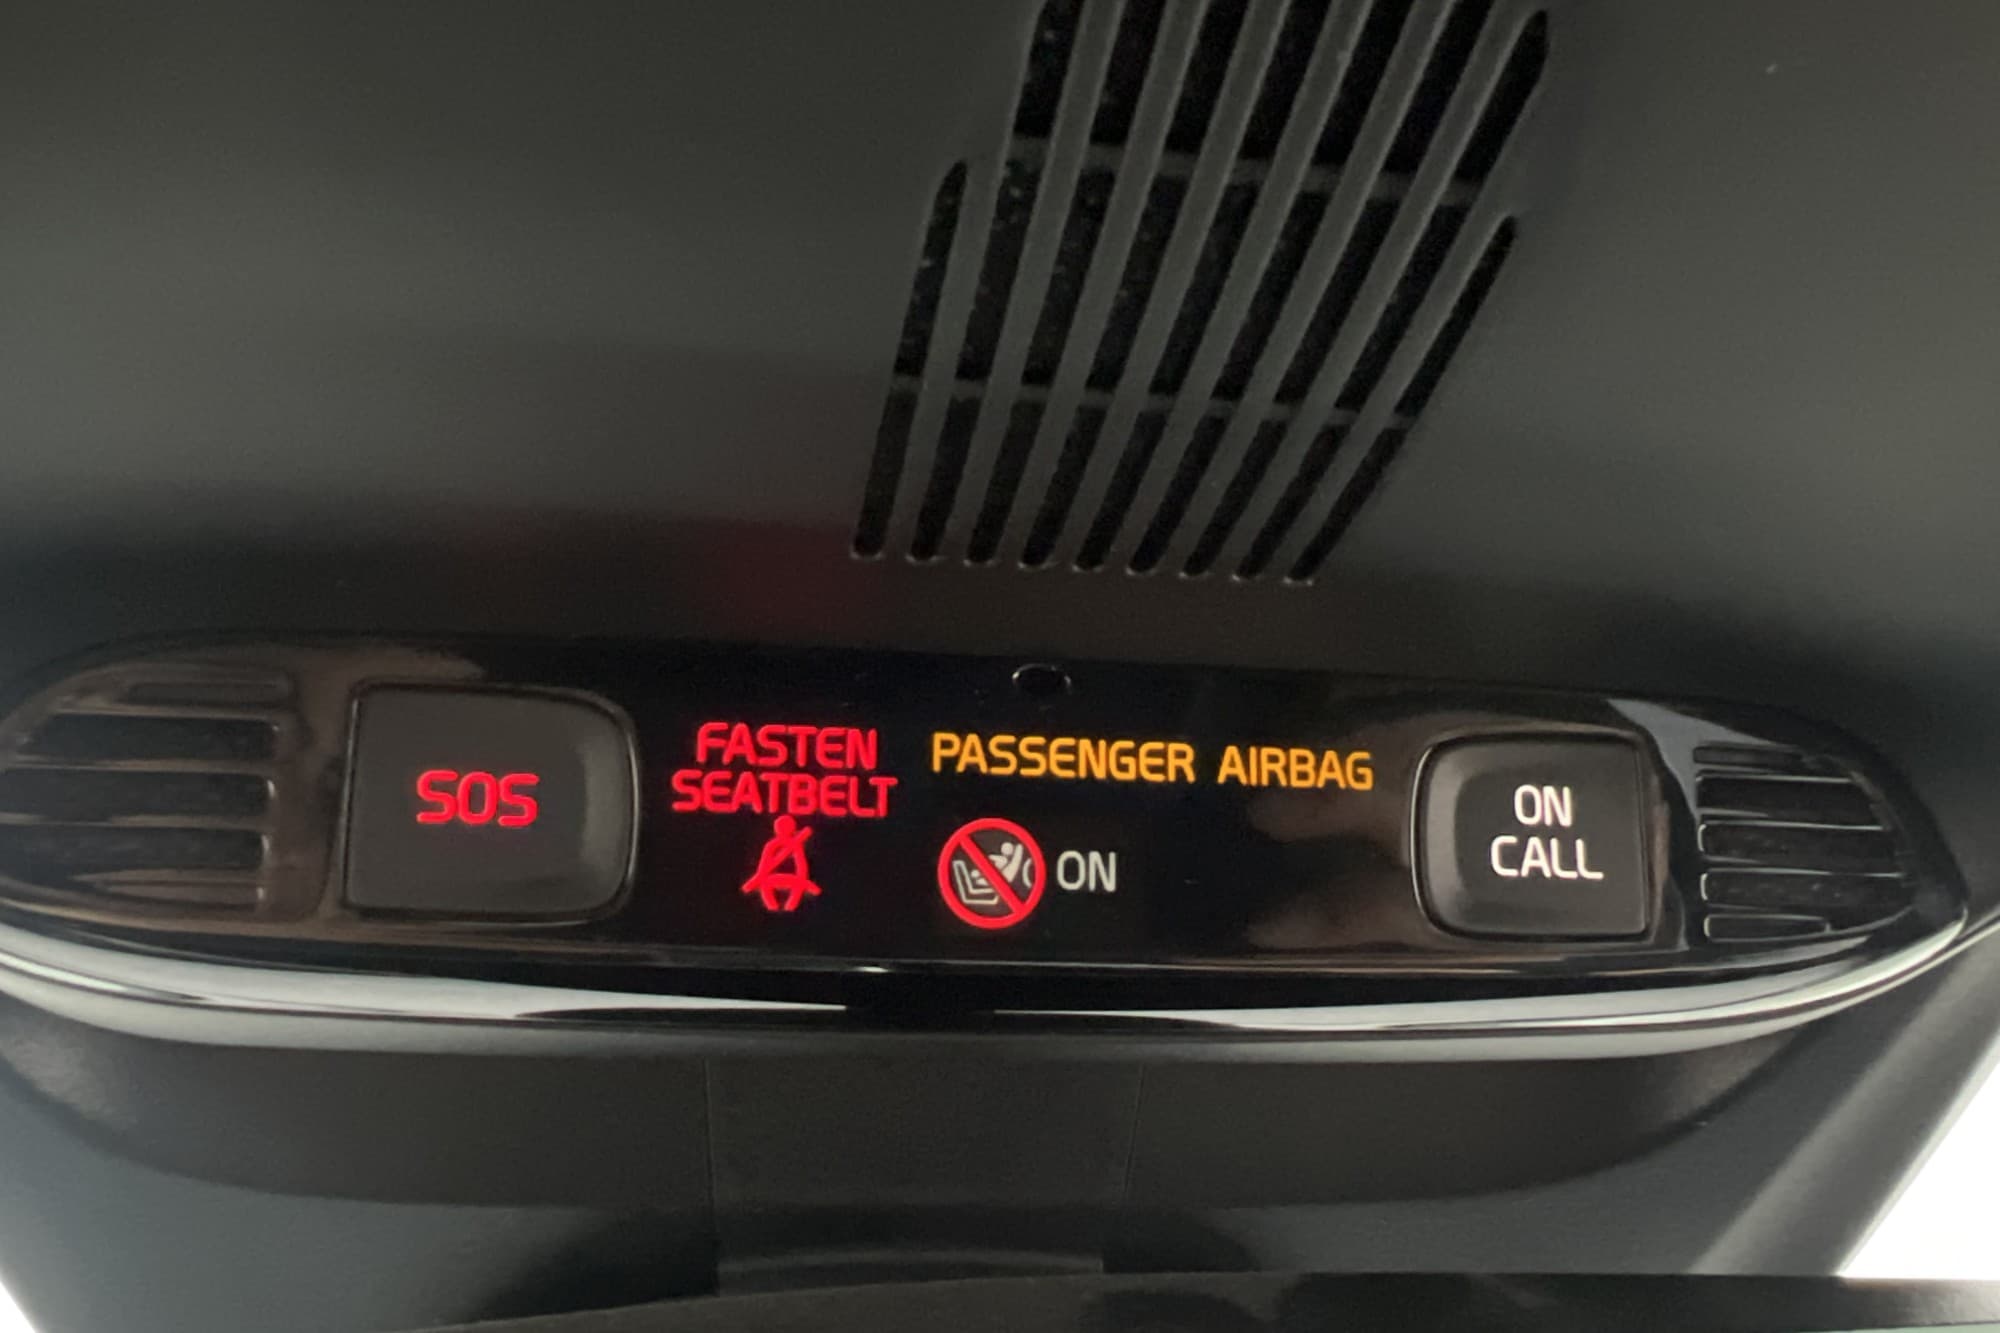 SOS
FASTEN
SEATBELT
PASSENGER AIRBAG
ON
ON
CALL